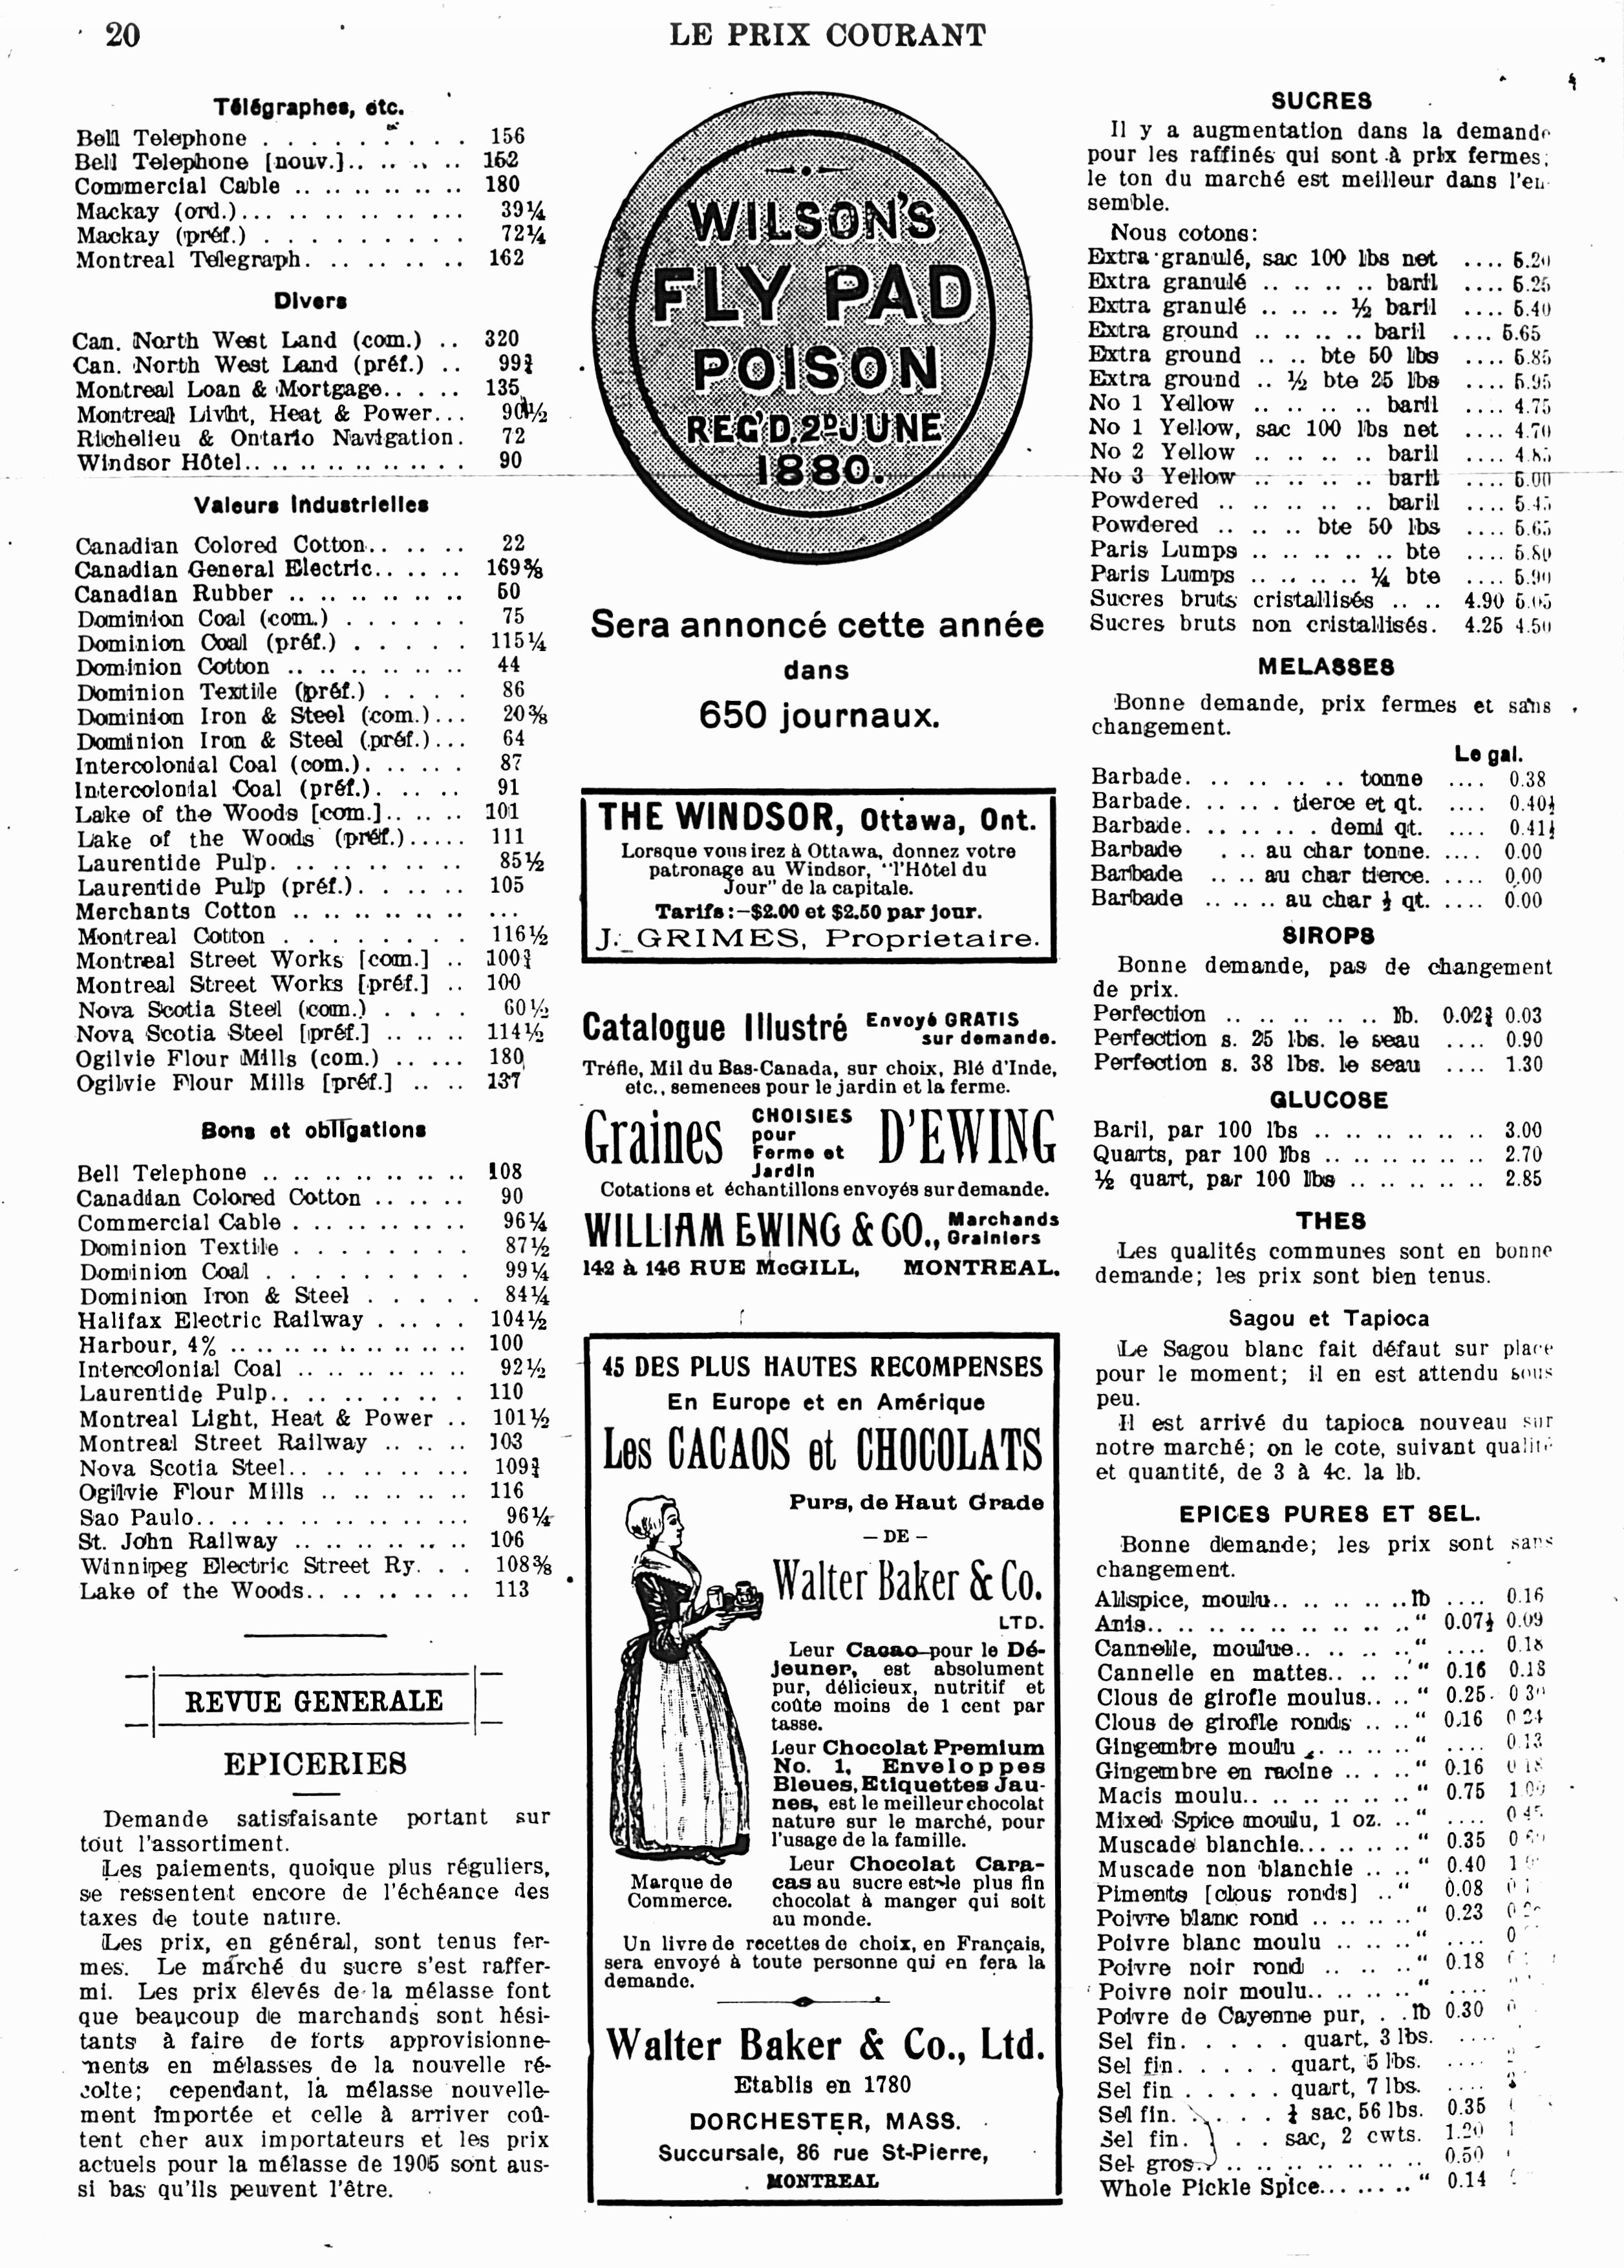 20
LE PRIX COURANT
Télégraphes, etc.
Bell Telephone . . . . . . . . . 156
Bell Telephone [nouv.].. .. .. .. 152
Commercial Cable .. .. .. .. .. 180
Mackay (ord.)... .. .. .. .. ... 39¼
Mackay (préf.) . . . . . . . . . 72¼
Montreal Telegraph. .. .. .. .. 162
Divers
Can. North West Land (com.) .. 320
Can. North West Land (préf.) .. 99¾
Montreal Loan & Mortgage.. .. .. 135
Montreal Light, Heat & Power... 90½
Richelieu & Ontario Navigation. 72
Windsor Hôtel.. .. .. .. .. .. . 90
Valeurs Industrielles
Canadian Colored Cotton.. .. .. 22
Canadian General Electric.. .. .. 169⅜
Canadian Rubber .. .. .. .. .. 50
Dominion Coal (com.) . . . . . . 75
Dominion Coal (préf.) . . . . . 115¼
Dominion Cotton .. .. .. .. .. 44
Dominion Textile (préf.) . . . . 86
Dominion Iron & Steel (com.)... 20⅜
Dominion Iron & Steel (préf.)... 64
Intercolonial Coal (com.). .. .. . 87
Intercolonial Coal (préf.). . .. .. 91
Lake of the Woods [com.].. .. .. 101
Lake of the Woods (préf.)..... 111
Laurentide Pulp. .. .. .. .. .. 85½
Laurentide Pulp (préf.). . .. .. 105
Merchants Cotton .. .. .. .. .. ...
Montreal Cotton . . . . . . . . 116½
Montreal Street Works [com.] .. 100¾
Montreal Street Works [préf.] .. 100
Nova Scotia Steel (com.) . . . . 60½
Nova Scotia Steel [préf.] .. .. .. 114½
Ogilvie Flour Mills (com.) .. .. ... 180
Ogilvie Flour Mills [préf.] .. .. 137
Bons et obligations
Bell Telephone .. .. .. .. .. .. 108
Canadian Colored Cotton .. .. .. 90
Commercial Cable . .. .. .. .. 96¼
Dominion Textile . . . . . . . . 87½
Dominion Coal . . . . . . . . . 99¼
Dominion Iron & Steel . . . . . 84¼
Halifax Electric Railway . .. .. 104½
Harbour, 4% .. .. .. .. .. .. .. 100
Intercolonial Coal .. .. .. .. .. 92½
Laurentide Pulp.. .. .. .. .. . 110
Montreal Light, Heat & Power .. 101½
Montreal Street Railway .. .. .. 103
Nova Scotia Steel.. .. .. .. ... 109¾
Ogilvie Flour Mills .. .. .. .. 116
Sao Paulo.. .. .. .. .. .. .. ... 96¼
St. John Railway .. .. .. .. .. 106
Winnipeg Electric Street Ry. . . 108⅜
Lake of the Woods.. .. .. .. .. 113
REVUE GENERALE
EPICERIES
Demande satisfaisante portant sur
tout l'assortiment.
Les paiements, quoique plus réguliers,
se ressentent encore de l'échéance des
taxes de toute nature.
Les prix, en général, sont tenus fer-
mes. Le marché du sucre s'est raffer-
mi. Les prix élevés de la mélasse font
que beaucoup de marchands sont hési-
tants à faire de forts approvisionne-
ments en mélasses de la nouvelle ré-
colte; cependant, la mélasse nouvelle-
ment importée et celle à arriver coû-
tent cher aux importateurs et les prix
actuels pour la mélasse de 1905 sont aus-
si bas qu'ils peuvent l'être.
WILSON'S
FLY PAD
POISON
REG'D. 2D JUNE
1880.
Sera annoncé cette année
dans
650 journaux.
THE WINDSOR, Ottawa, Ont.
Lorsque vous irez à Ottawa, donnez votre
patronage au Windsor, "l'Hôtel du
Jour" de la capitale.
Tarifs:—$2.00 et $2.50 par jour.
J. GRIMES, Proprietaire.
Catalogue Illustré Envoyé GRATIS
sur demande.
Tréfle, Mil du Bas-Canada, sur choix, Blé d'Inde,
etc., semences pour le jardin et la ferme.
Graines CHOISIES pour Ferme et Jardin D'EWING
Cotations et échantillons envoyés sur demande.
WILLIAM EWING & CO., Marchands Grainiers
142 à 146 RUE McGILL, MONTREAL.
45 DES PLUS HAUTES RECOMPENSES
En Europe et en Amérique
Les CACAOS et CHOCOLATS
Purs, de Haut Grade
— DE —
Walter Baker & Co.
LTD.
Leur Cacao pour le Dé-
jeuner, est absolument
pur, délicieux, nutritif et
coûte moins de 1 cent par
tasse.
Leur Chocolat Premium
No. 1, Enveloppes
Bleues, Etiquettes Jau-
nes, est le meilleur chocolat
nature sur le marché, pour
l'usage de la famille.
Leur Chocolat Cara-
cas au sucre est le plus fin
chocolat à manger qui soit
au monde.
Marque de
Commerce.
Un livre de recettes de choix, en Français,
sera envoyé à toute personne qui en fera la
demande.
Walter Baker & Co., Ltd.
Etablis en 1780
DORCHESTER, MASS.
Succursale, 86 rue St-Pierre,
MONTREAL
SUCRES
Il y a augmentation dans la demande
pour les raffinés qui sont à prix fermes;
le ton du marché est meilleur dans l'en-
semble.
Nous cotons:
Extra granulé, sac 100 lbs net .... 5.20
Extra granulé .. .. .. .. baril .... 5.25
Extra granulé .. .. .. ½ baril .... 5.40
Extra ground .. .. .. .. baril .... 5.65
Extra ground .. .. bte 50 lbs .... 5.85
Extra ground .. ½ bte 25 lbs .... 5.95
No 1 Yellow .. .. .. .. baril .... 4.75
No 1 Yellow, sac 100 lbs net .... 4.70
No 2 Yellow .. .. .. .. baril .... 4.85
No 3 Yellow .. .. .. .. baril .... 5.00
Powdered .. .. .. .. .. baril .... 5.45
Powdered .. .. .. bte 50 lbs .... 5.65
Paris Lumps .. .. .. .. .. bte .... 5.80
Paris Lumps .. .. .. .. ¼ bte .... 5.90
Sucres bruts cristallisés .. .. 4.90 5.05
Sucres bruts non cristallisés. 4.25 4.50
MELASSES
Bonne demande, prix fermes et sans
changement.
Le gal.
Barbade. .. .. .. .. .. tonne .... 0.38
Barbade. .. .. . tierce et qt. .... 0.40½
Barbade. .. .. .. . demi qt. .... 0.41½
Barbade . .. au char tonne. .... 0.00
Barbade .. .. au char tierce. .... 0.00
Barbade .. .. .. au char ½ qt. .... 0.00
SIROPS
Bonne demande, pas de changement
de prix.
Perfection .. .. .. .. .. .. lb. 0.02¾ 0.03
Perfection s. 25 lbs. le seau .... 0.90
Perfection s. 38 lbs. le seau .... 1.30
GLUCOSE
Baril, par 100 lbs .. .. .. .. .. .. 3.00
Quarts, par 100 lbs .. .. .. .. .. 2.70
½ quart, par 100 lbs .. .. .. .. .. 2.85
THES
Les qualités communes sont en bonne
demande; les prix sont bien tenus.
Sagou et Tapioca
Le Sagou blanc fait défaut sur place
pour le moment; il en est attendu sous
peu.
Il est arrivé du tapioca nouveau sur
notre marché; on le cote, suivant qualité
et quantité, de 3 à 4c. la lb.
EPICES PURES ET SEL.
Bonne demande; les prix sont sans
changement.
Allspice, moulu.. .. .. .. ..lb .... 0.16
Anis.. .. .. .. .. .. .. .. .. ..“ 0.07½ 0.09
Cannelle, moulue.. .. .. .. “ .... 0.18
Cannelle en mattes.. .. .. .. “ 0.16 0.18
Clous de girofle moulus.. .. “ 0.25
Clous de girofle ronds .. .. “ 0.16
Gingembre moulu .. .. .. .. “ .... 0.13
Gingembre en racine .. .. .. “ 0.16
Macis moulu.. .. .. .. .. .. “ 0.75
Mixed Spice moulu, 1 oz. .. “ ....
Muscade blanchie... .. .. .. “ 0.35
Muscade non blanchie .. .. “ 0.40
Piments [clous ronds] .. “ 0.08
Poivre blanc rond .. .. .. .. “ 0.23
Poivre blanc moulu .. .. .. “ ....
Poivre noir rond .. .. .. .. 0.18
Poivre noir moulu.. .. .. .. “ ....
Poivre de Cayenne pur, . .lb 0.30
Sel fin. . . . . . quart, 3 lbs. ....
Sel fin. . . . . . quart, 5 lbs. ....
Sel fin . . . . . quart, 7 lbs. ....
Sel fin. . . . . ¼ sac, 56 lbs. 0.35
Sel fin. . . . sac, 2 cwts. 1.20
Sel gros.. .. .. .. .. .. .. .. 0.50
Whole Pickle Spice... .. .. .. “ 0.14